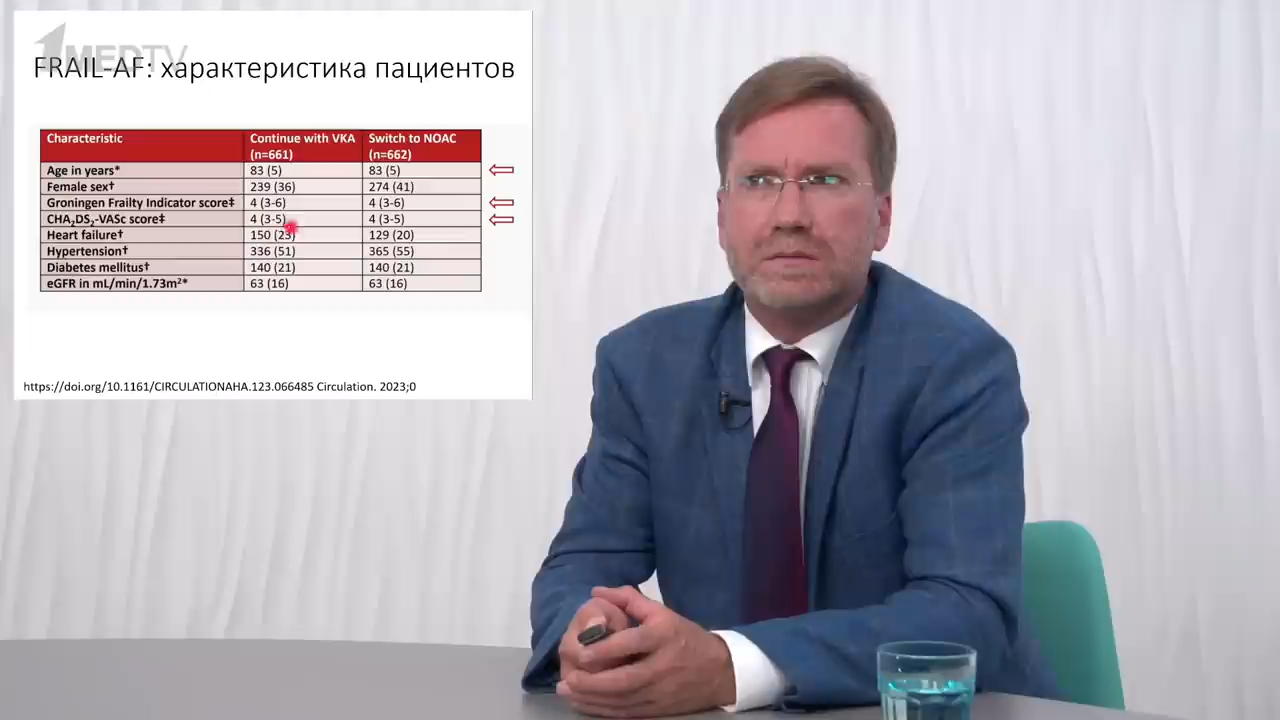 1MEDTV
FRAIL-AF: характеристика пациентов
Characteristic Continue with VKA (n=661) Switch to NOAC (n=662)
Age in years* 83 (5) 83 (5)
Female sex† 239 (36) 274 (41)
Groningen Frailty Indicator score‡ 4 (3-6) 4 (3-6)
CHA₂DS₂-VASc score‡ 4 (3-5) 4 (3-5)
Heart failure† 150 (23) 129 (20)
Hypertension† 336 (51) 365 (55)
Diabetes mellitus† 140 (21) 140 (21)
eGFR in mL/min/1.73m²* 63 (16) 63 (16)
https://doi.org/10.1161/CIRCULATIONAHA.123.066485 Circulation. 2023;0